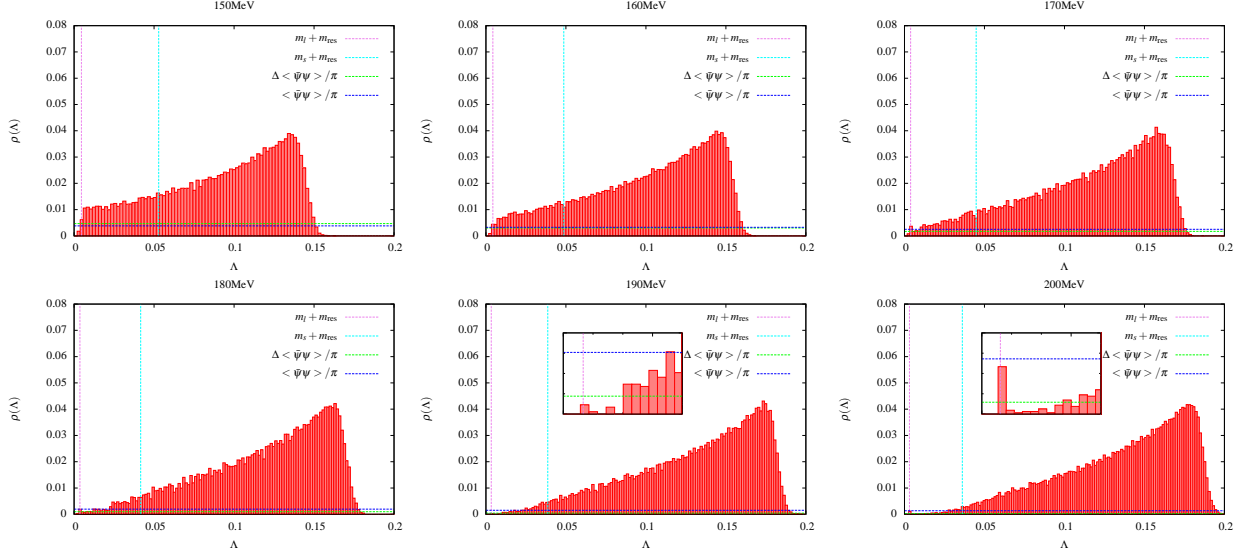 150MeV
ρ(Λ)
0.08
0.07
0.06
0.05
0.04
0.03
0.02
0.01
0
0
0.05
0.1
0.15
0.2
Λ
m_l + m_res
m_s + m_res
Δ < ψ̄ψ > /π
< ψ̄ψ > /π
160MeV
ρ(Λ)
0.08
0.07
0.06
0.05
0.04
0.03
0.02
0.01
0
0
0.05
0.1
0.15
0.2
Λ
m_l + m_res
m_s + m_res
Δ < ψ̄ψ > /π
< ψ̄ψ > /π
170MeV
ρ(Λ)
0.08
0.07
0.06
0.05
0.04
0.03
0.02
0.01
0
0
0.05
0.1
0.15
0.2
Λ
m_l + m_res
m_s + m_res
Δ < ψ̄ψ > /π
< ψ̄ψ > /π
180MeV
ρ(Λ)
0.08
0.07
0.06
0.05
0.04
0.03
0.02
0.01
0
0
0.05
0.1
0.15
0.2
Λ
m_l + m_res
m_s + m_res
Δ < ψ̄ψ > /π
< ψ̄ψ > /π
190MeV
ρ(Λ)
0.08
0.07
0.06
0.05
0.04
0.03
0.02
0.01
0
0
0.05
0.1
0.15
0.2
Λ
m_l + m_res
m_s + m_res
Δ < ψ̄ψ > /π
< ψ̄ψ > /π
200MeV
ρ(Λ)
0.08
0.07
0.06
0.05
0.04
0.03
0.02
0.01
0
0
0.05
0.1
0.15
0.2
Λ
m_l + m_res
m_s + m_res
Δ < ψ̄ψ > /π
< ψ̄ψ > /π